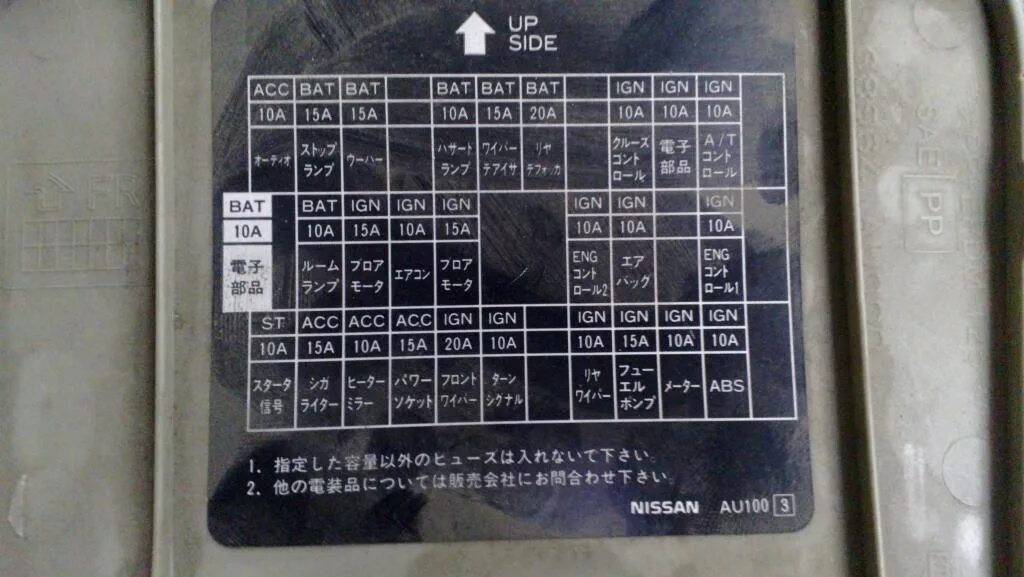 UP
SIDE
ACC BAT BAT BAT BAT BAT IGN IGN IGN
10A 15A 15A 10A 15A 20A 10A 10A 10A
オーディオ ストップランプ ウーハー ハザードランプ ワイパーデアイサ リヤデフォッガ クルーズコントロール 電子部品 A/Tコントロール
BAT BAT IGN IGN IGN IGN IGN IGN
10A 10A 15A 10A 15A 10A 10A 10A
電子部品 ルームランプ ブロアモータ エアコン ブロアモータ ENGコントロール2 エアバッグ ENGコントロール1
ST ACC ACC ACC IGN IGN IGN IGN IGN IGN
10A 15A 10A 15A 20A 10A 10A 15A 10A 10A
スタータ信号 シガライター ヒーターミラー パワーソケット フロントワイパー ターンシグナル リヤワイパー フューエルポンプ メーター ABS
1. 指定した容量以外のヒューズは入れないで下さい.
2. 他の電装品については販売会社にお問合わせ下さい.
NISSAN AU100 3
FR
SAE
PP